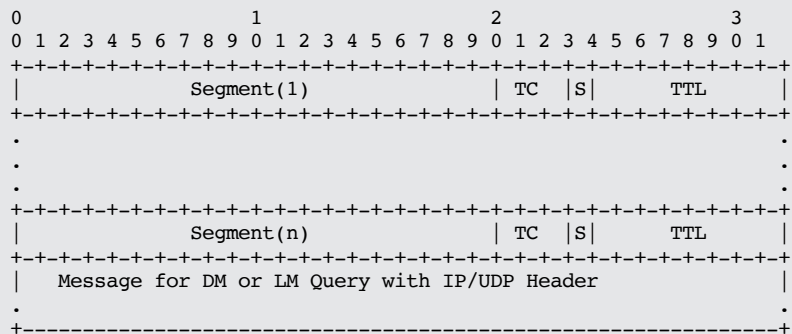 0                   1                   2                   3
0 1 2 3 4 5 6 7 8 9 0 1 2 3 4 5 6 7 8 9 0 1 2 3 4 5 6 7 8 9 0 1
+-+-+-+-+-+-+-+-+-+-+-+-+-+-+-+-+-+-+-+-+-+-+-+-+-+-+-+-+-+-+-+-+
|              Segment(1)               | TC  |S|      TTL      |
+-+-+-+-+-+-+-+-+-+-+-+-+-+-+-+-+-+-+-+-+-+-+-+-+-+-+-+-+-+-+-+-+
.                                                               .
.                                                               .
.                                                               .
+-+-+-+-+-+-+-+-+-+-+-+-+-+-+-+-+-+-+-+-+-+-+-+-+-+-+-+-+-+-+-+-+
|              Segment(n)               | TC  |S|      TTL      |
+-+-+-+-+-+-+-+-+-+-+-+-+-+-+-+-+-+-+-+-+-+-+-+-+-+-+-+-+-+-+-+-+
|   Message for DM or LM Query with IP/UDP Header               |
.                                                               .
+---------------------------------------------------------------+